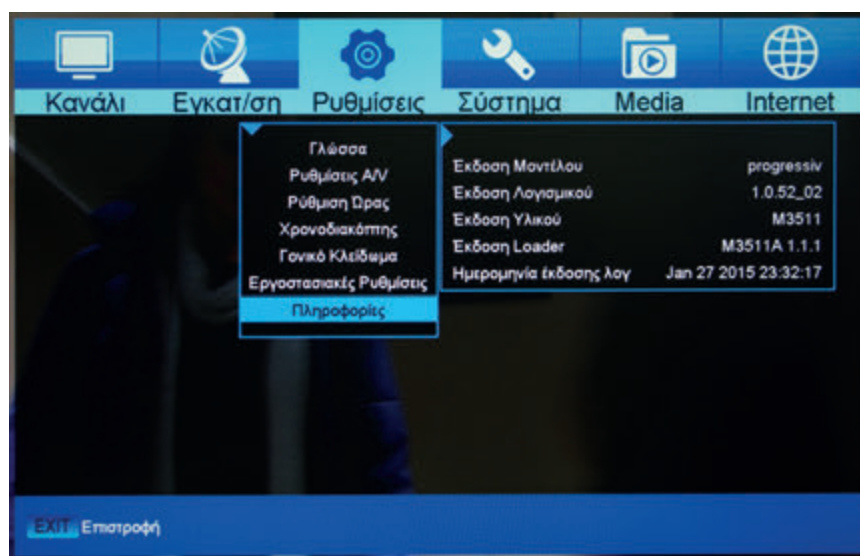 Κανάλι Εγκατ/ση Ρυθμίσεις Σύστημα Media Internet
Γλώσσα
Ρυθμίσεις A/V
Ρύθμιση Ώρας
Χρονοδιακόπτης
Γονικό Κλείδωμα
Εργοστασιακές Ρυθμίσεις
Πληροφορίες
Έκδοση Μοντέλου progressiv
Έκδοση Λογισμικού 1.0.52_02
Έκδοση Υλικού M3511
Έκδοση Loader M3511A 1.1.1
Ημερομηνία έκδοσης λογ Jan 27 2015 23:32:17
EXIT Επιστροφή